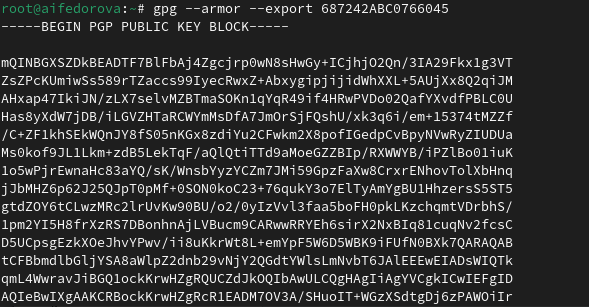 root@aifedorova:~# gpg --armor --export 687242ABC0766045
-----BEGIN PGP PUBLIC KEY BLOCK-----
mQINBGXSZDkBEADTF7BlFbAj4Zgcjrp0wN8sHwGy+ICjhjO2Qn/3IA29Fkx1g3VT
ZsZPcKUmiwSs589rTZaccs99IyecRwxZ+AbxygipjijidWhXXL+5AUjXx8Q2qiJM
AHxap47IkiJN/zLX7selvMZBTmaSOKn1qYqR49if4HRwPVDo02QafYXvdfPBLC0U
Has8yXdW7jDB/iLGVZHTaRCWYmMsDfA7JmOrSjFQshU/xk3q6i/em+15374tMZZf
/C+ZF1khSEkWQnJY8fS05nKGx8zdiYu2CFwkm2X8pofIGedpCvBpyNVwRyZIUDUa
Ms0kof9JL1Lkm+zdB5LekTqF/aQlQtiTTd9aMoeGZZBIp/RXWWYB/iPZlBo01iuK
1o5wPjrEwnaHc83aYQ/sK/WnsbYyzYCZm7JMi59GpzFaXw8CrxrENhovTolXbHnq
jJbMHZ6p62J25QJpT0pMf+0SON0koC23+76qukY3o7ElTyAmYgBU1HhzersS5ST5
gtdZOY6tCLwzMRc2lrUvKw90BU/o2/0yIzVvl3faa5boFH0pkLKzchqmtVDrbhS/
1pm2YI5H8frXzRS7DBonhnAjLVBucm9CARwwRRYEh6sirX2NxBIq81cuqNv2fcsC
D5UCpsgEzkXOeJhvYPwv/ii8uKkrWt8L+emYpF5W6D5WBK9iFUfN0BXk7QARAQAB
tCFBbmdlbGljYSA8aWlpZ2dnb29vNjY2QGdtYWlsLmNvbT6JAlEEEwEIADsWIQTk
qmL4WwravJiBGQ1ockKrwHZgRQUCZdJkOQIbAwULCQgHAgIiAgYVCgkICwIEFgID
AQIeBwIXgAAKCRBockKrwHZgRcR1EADM7OV3A/SHuoIT+WGzXSdtgDj6zPAWOiIr